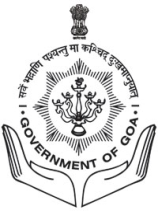 सर्वे भद्राणि पश्यन्तु मा कश्चिद् दुःखमाप्नुयात्
GOVERNMENT OF GOA